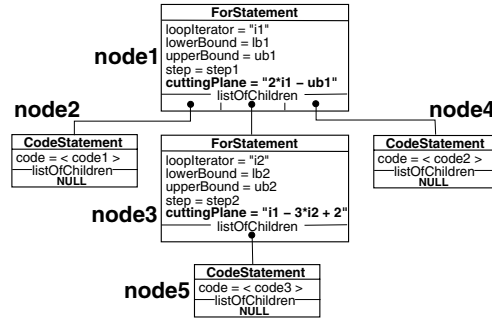 ForStatement
node1
loopIterator = "i1"
lowerBound = lb1
upperBound = ub1
step = step1
cuttingPlane = "2*i1 – ub1"
listOfChildren
node2
node4
CodeStatement
code = < code1 >
listOfChildren
NULL
ForStatement
node3
loopIterator = "i2"
lowerBound = lb2
upperBound = ub2
step = step2
cuttingPlane = "i1 – 3*i2 + 2"
listOfChildren
CodeStatement
code = < code2 >
listOfChildren
NULL
node5
CodeStatement
code = < code3 >
listOfChildren
NULL